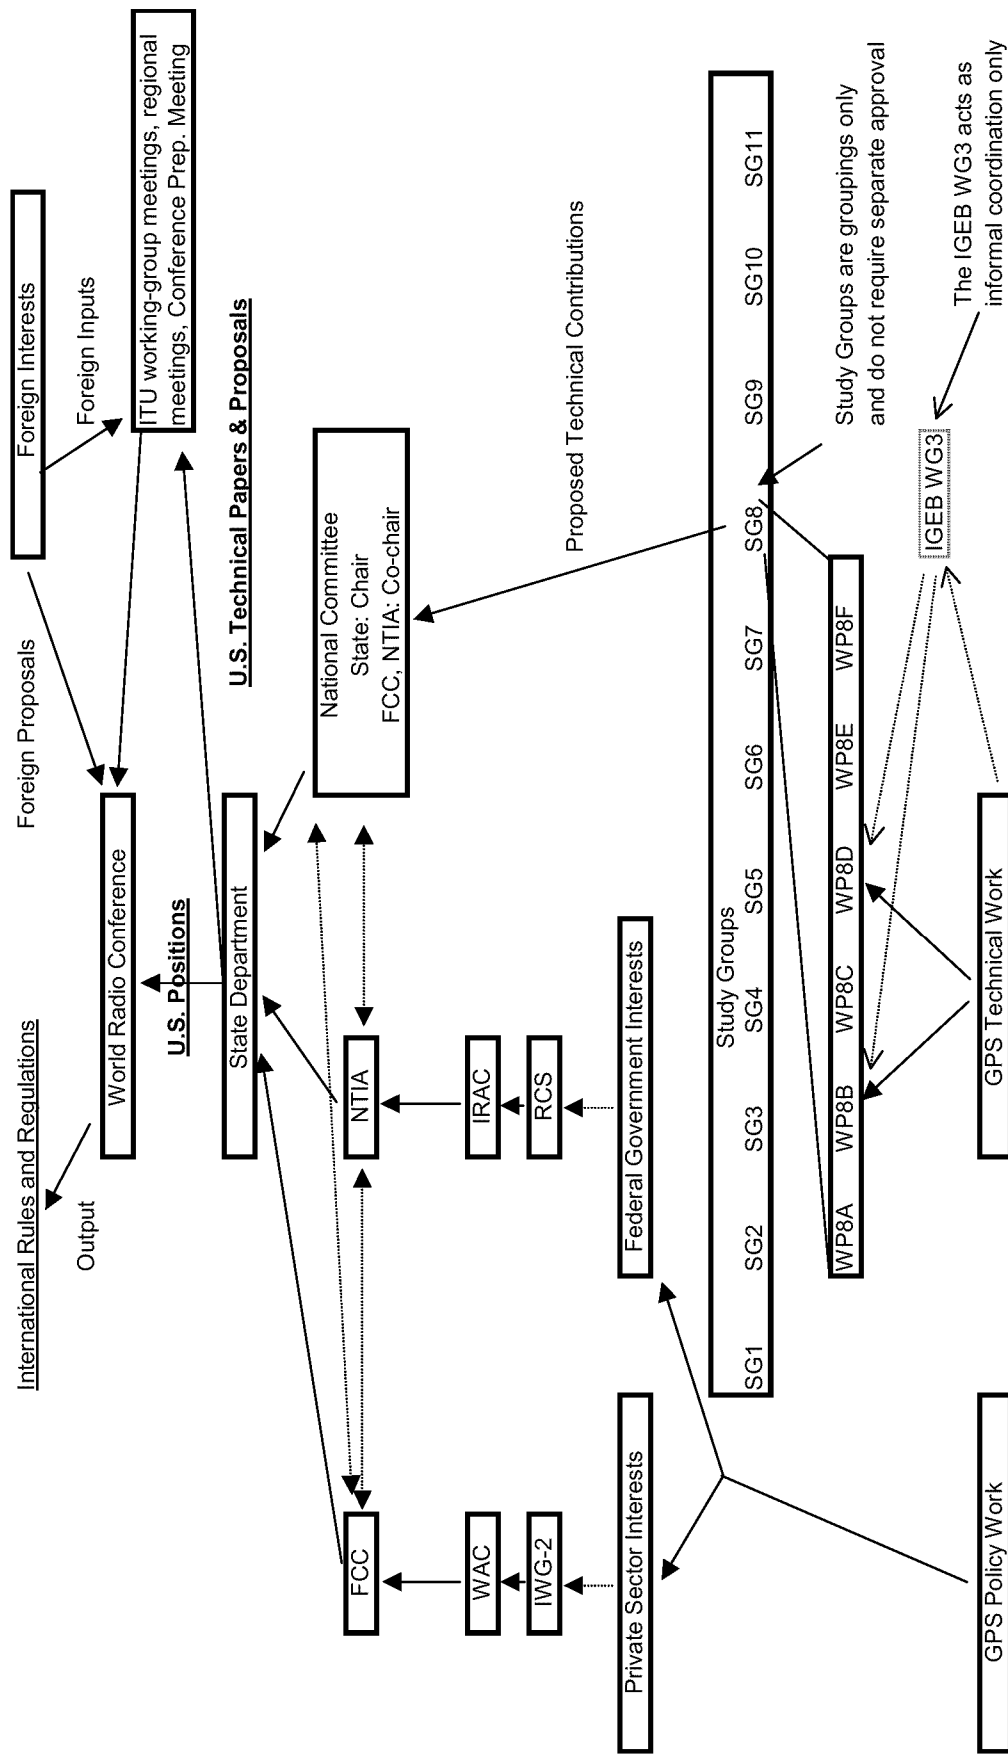 International Rules and Regulations
Foreign Proposals
Foreign Interests
Output
Foreign Inputs
World Radio Conference
ITU working-group meetings, regional
meetings, Conference Prep. Meeting
U.S. Positions
State Department
U.S. Technical Papers & Proposals
FCC
NTIA
National Committee
State: Chair
FCC, NTIA: Co-chair
WAC
IRAC
IWG-2
RCS
Proposed Technical Contributions
Private Sector Interests
Federal Government Interests
Study Groups
SG1 SG2 SG3 SG4 SG5 SG6 SG7 SG8 SG9 SG10 SG11
WP8A WP8B WP8C WP8D WP8E WP8F
Study Groups are groupings only
and do not require separate approval
IGEB WG3
The IGEB WG3 acts as
informal coordination only
GPS Policy Work
GPS Technical Work